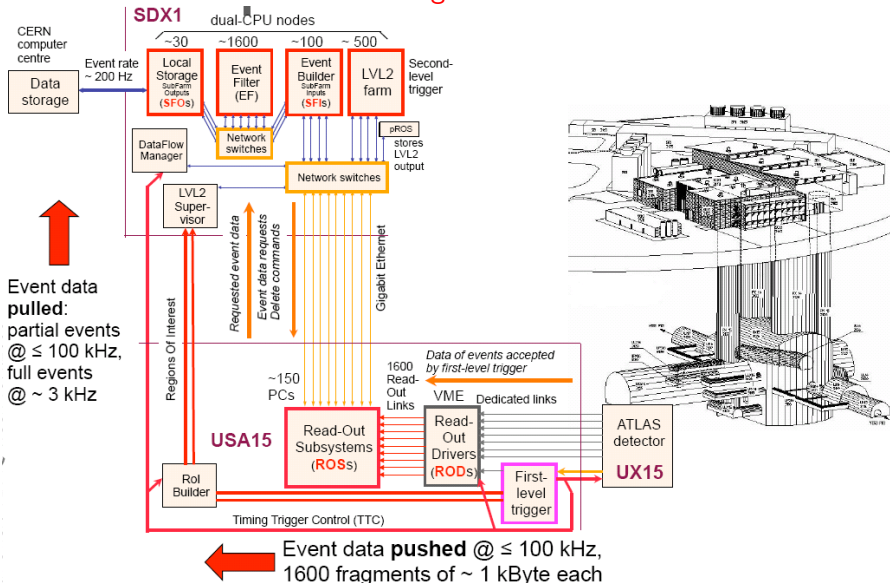 SDX1
dual-CPU nodes
CERN
computer
centre
Event rate
~ 200 Hz
~30
~1600
~100
~ 500
Data
storage
Local
Storage
SubFarm
Outputs
(SFOs)
Event
Filter
(EF)
Event
Builder
SubFarm
Inputs
(SFIs)
LVL2
farm
Second-
level
trigger
Network
switches
pROS
stores
LVL2
output
DataFlow
Manager
Network switches
LVL2
Super-
visor
Event data
pulled:
partial events
@ ≤ 100 kHz,
full events
@ ~ 3 kHz
Regions Of Interest
Requested event data
Event data requests
Delete commands
Gigabit Ethernet
Data of events accepted
by first-level trigger
~150
PCs
1600
Read-
Out
Links
VME
Dedicated links
USA15
Read-Out
Subsystems
(ROSs)
Read-
Out
Drivers
(RODs)
ATLAS
detector
UX15
RoI
Builder
First-
level
trigger
Timing Trigger Control (TTC)
Event data pushed @ ≤ 100 kHz,
1600 fragments of ~ 1 kByte each